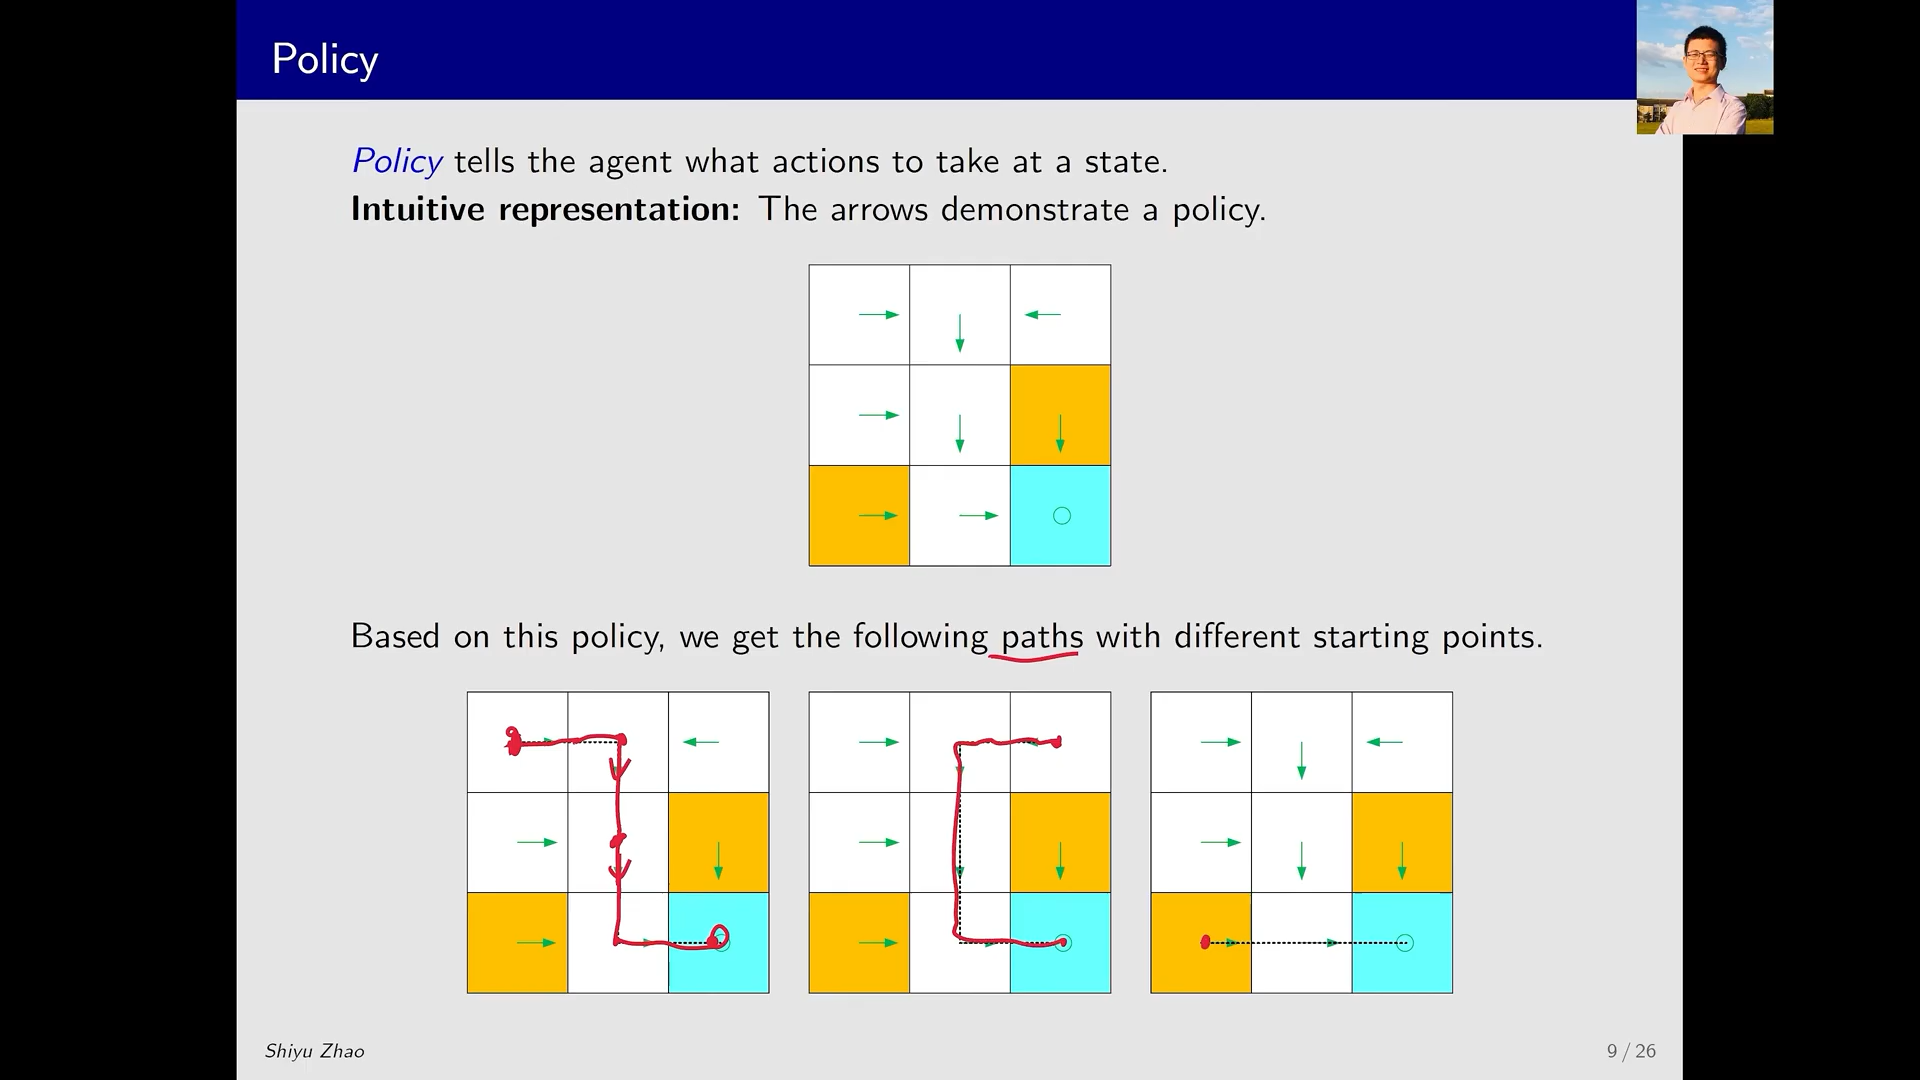 Policy
Policy tells the agent what actions to take at a state.
Intuitive representation: The arrows demonstrate a policy.
Based on this policy, we get the following paths with different starting points.
Shiyu Zhao
9 / 26